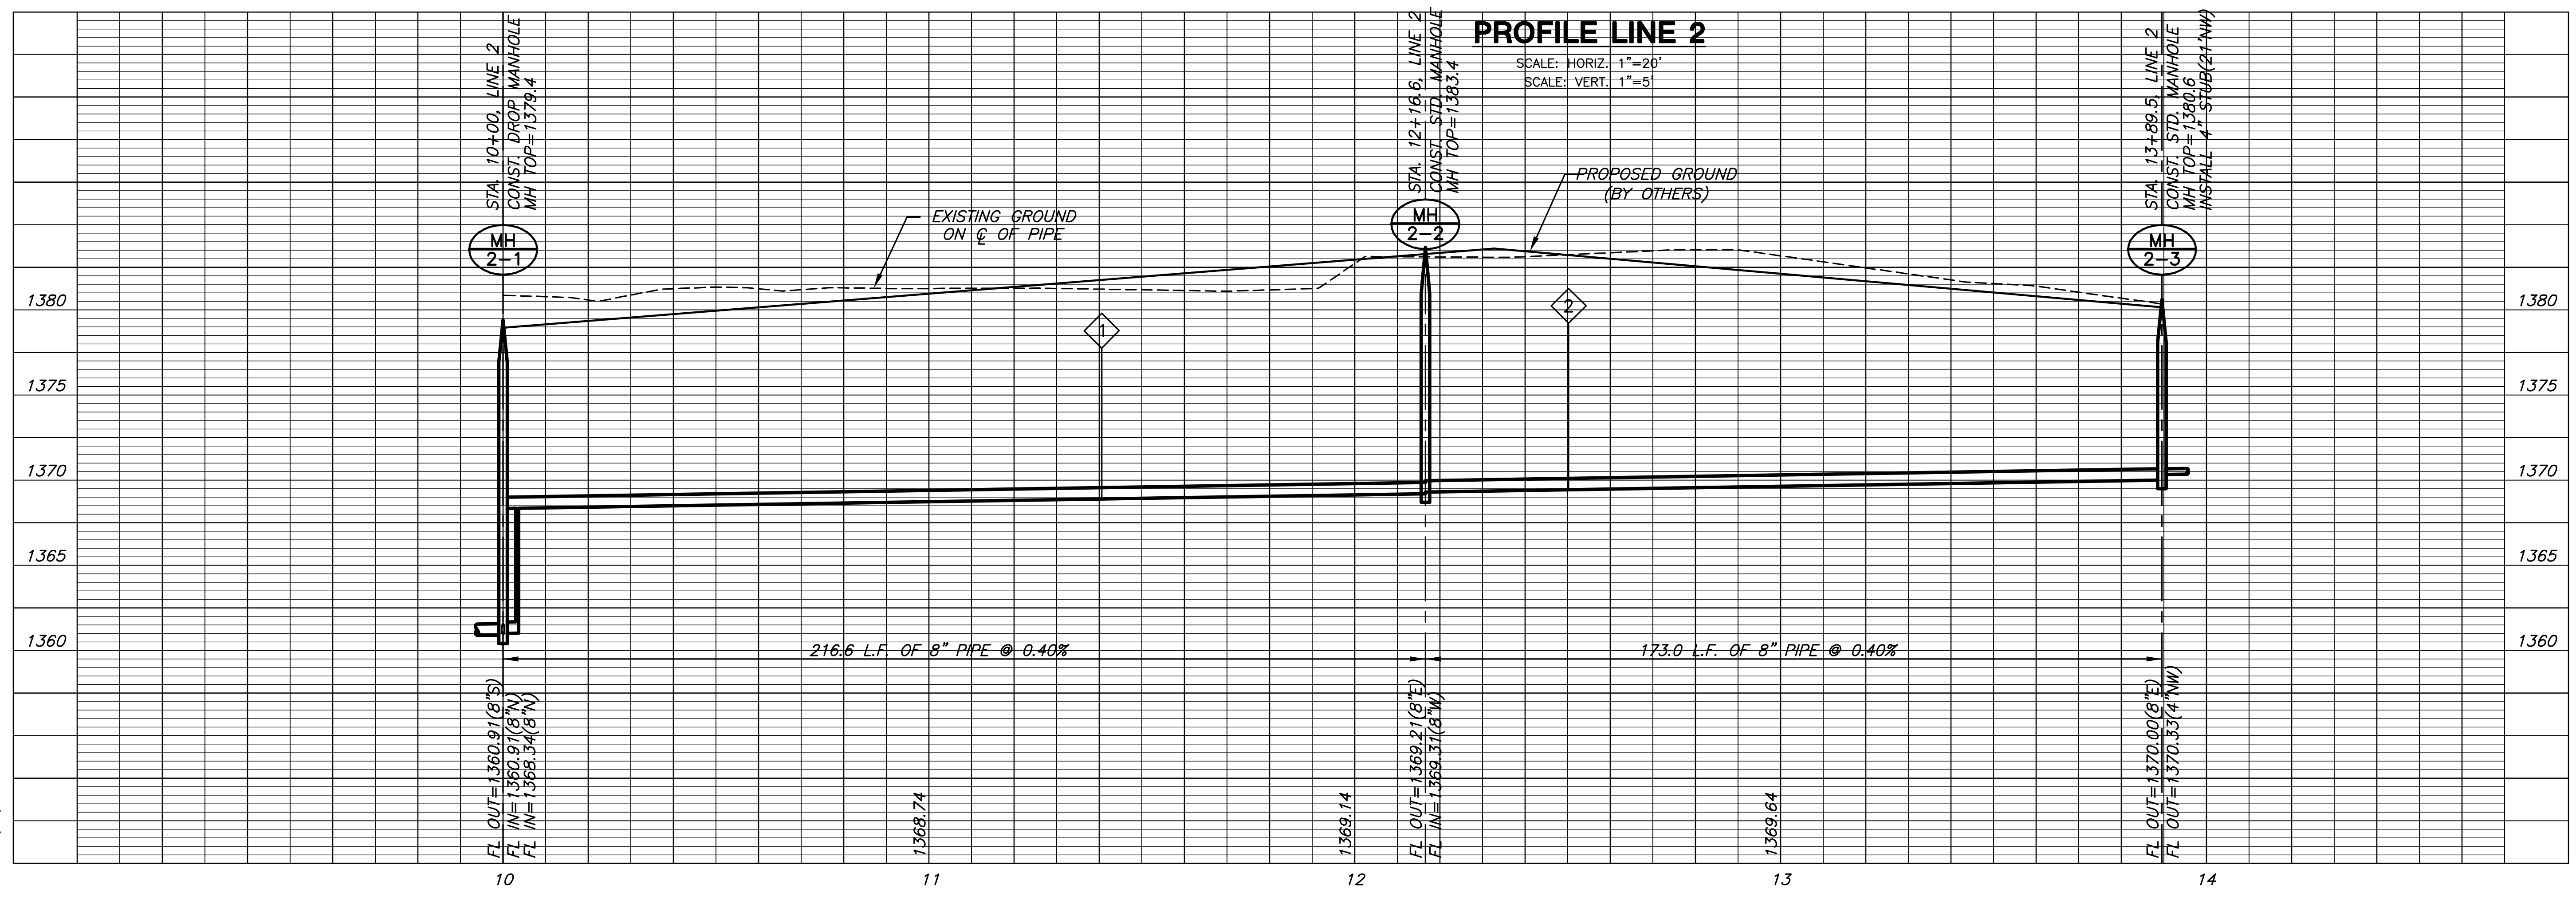 PROFILE LINE 2
SCALE: HORIZ. 1"=20'
SCALE: VERT. 1"=5'
STA. 10+00, LINE 2
CONST. DROP MANHOLE
MH TOP=1379.4
MH
2-1
STA. 12+16.6, LINE 2
CONST. STD. MANHOLE
MH TOP=1383.4
MH
2-2
STA. 13+89.5, LINE 2
CONST. STD. MANHOLE
MH TOP=1380.6
INSTALL 4" STUB(21'NW)
MH
2-3
EXISTING GROUND
ON ℄ OF PIPE
PROPOSED GROUND
(BY OTHERS)
1
2
1380
1375
1370
1365
1360
1380
1375
1370
1365
1360
216.6 L.F. OF 8" PIPE @ 0.40%
173.0 L.F. OF 8" PIPE @ 0.40%
FL OUT=1360.91(8"S)
FL IN=1360.91(8"N)
FL IN=1368.34(8"N)
1368.74
1369.14
FL OUT=1369.21(8"E)
FL IN=1369.31(8"W)
1369.64
FL OUT=1370.00(8"E)
FL OUT=1370.33(4"NW)
10
11
12
13
14